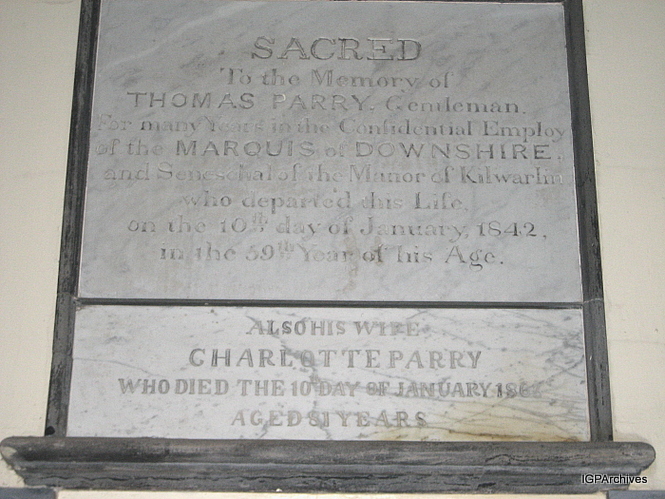 SACRED
To the Memory of
THOMAS PARRY, Gentleman.
For many Years in the Confidential Employ
of the MARQUIS of DOWNSHIRE,
and Seneschal of the Manor of Kilwarlin
who departed this Life,
on the 10th day of January, 1842,
in the 59th Year of his Age.
ALSO HIS WIFE
CHARLOTTE PARRY
WHO DIED THE 10TH DAY OF JANUARY
AGED 81 YEARS
IGPArchives